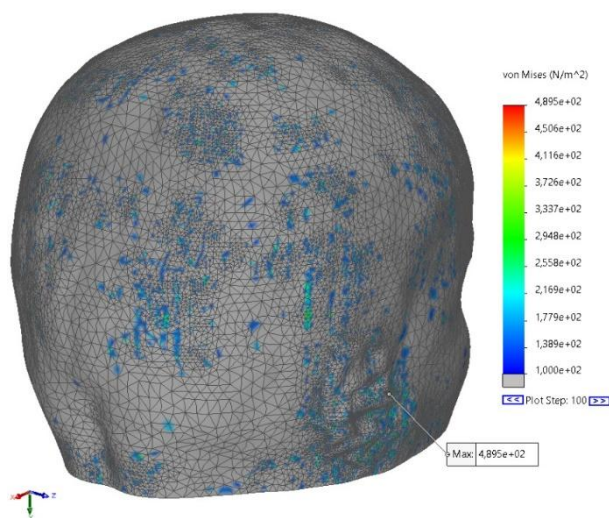 von Mises (N/m^2)
4,895e+02
4,506e+02
4,116e+02
3,726e+02
3,337e+02
2,948e+02
2,558e+02
2,169e+02
1,779e+02
1,389e+02
1,000e+02
<< Plot Step: 100 >>
Max: 4,895e+02
x z